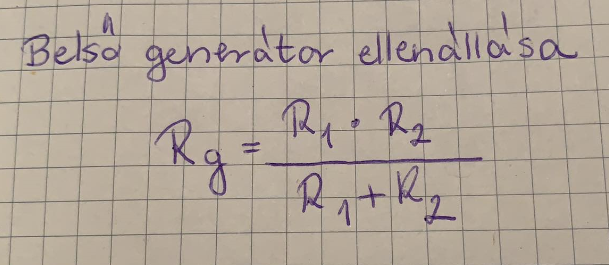 Belső generátor ellenállása
Rg = R1 · R2 / R1 + R2